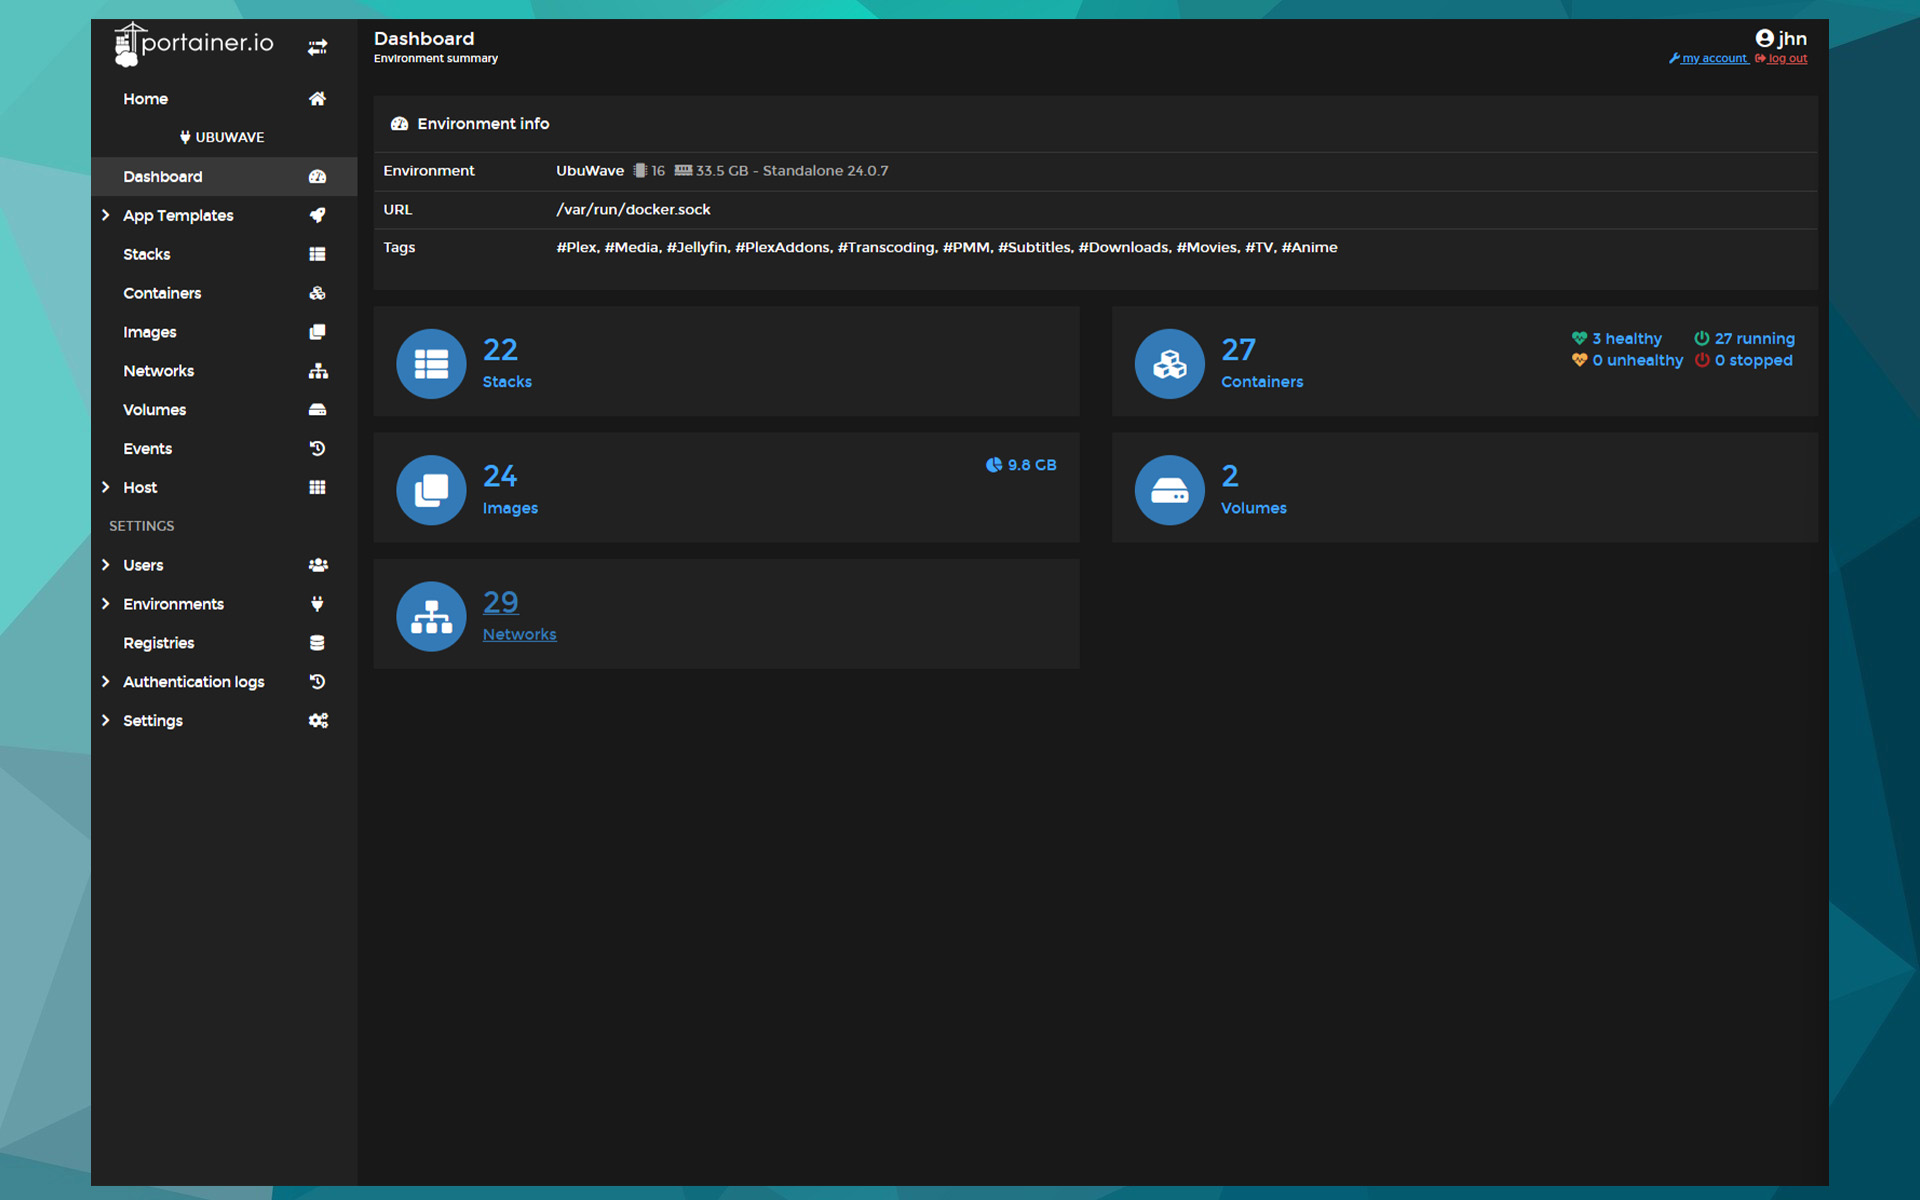 portainer.io
Home
UBUWAVE
Dashboard
App Templates
Stacks
Containers
Images
Networks
Volumes
Events
Host
SETTINGS
Users
Environments
Registries
Authentication logs
Settings
Dashboard
Environment summary
jhn
my account log out
Environment info
Environment UbuWave 16 33.5 GB - Standalone 24.0.7
URL /var/run/docker.sock
Tags #Plex, #Media, #Jellyfin, #PlexAddons, #Transcoding, #PMM, #Subtitles, #Downloads, #Movies, #TV, #Anime
22
Stacks
27
Containers
3 healthy 27 running
0 unhealthy 0 stopped
24
Images
9.8 GB
2
Volumes
29
Networks